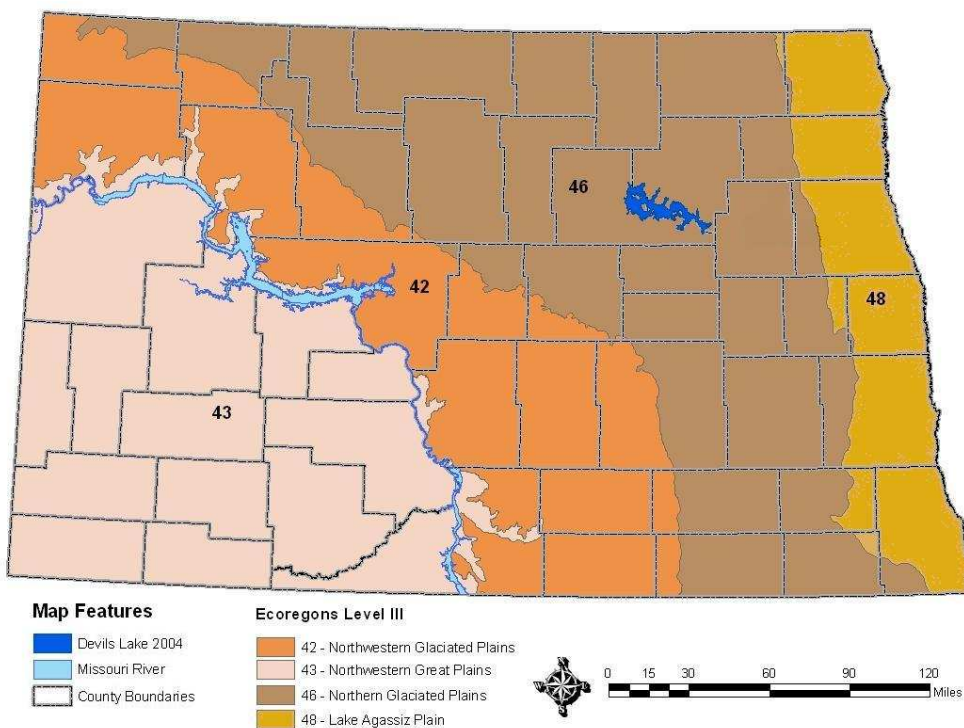 46
42
48
43
Map Features
Devils Lake 2004
Missouri River
County Boundaries
Ecoregons Level III
42 - Northwestern Glaciated Plains
43 - Northwestern Great Plains
46 - Northern Glaciated Plains
48 - Lake Agassiz Plain
N
W E
S
0 15 30 60 90 120
Miles